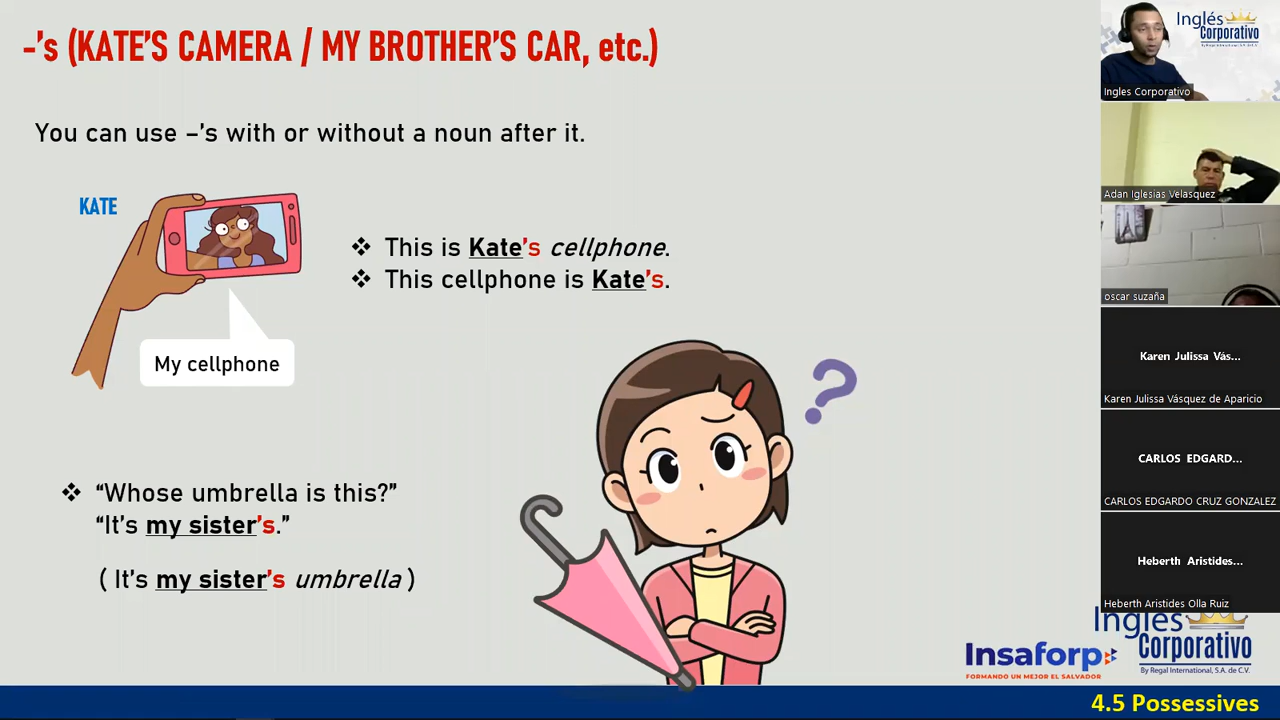 -’s (KATE’S CAMERA / MY BROTHER’S CAR, etc.)
You can use –’s with or without a noun after it.
KATE
My cellphone
❖ This is Kate’s cellphone.
❖ This cellphone is Kate’s.
?
❖ “Whose umbrella is this?”
“It’s my sister’s.”
( It’s my sister’s umbrella )
Inglés
Corporativo
By Regal International, S.A. de C.V.
Ingles Corporativo
Adan Iglesias Velasquez
oscar suzaña
Karen Julissa Vás...
Karen Julissa Vásquez de Aparicio
CARLOS EDGARD...
CARLOS EDGARDO CRUZ GONZALEZ
Heberth Aristides...
Heberth Aristides Olla Ruiz
Insaforp
FORMANDO UN MEJOR EL SALVADOR
Inglés
Corporativo
By Regal International, S.A. de C.V.
4.5 Possessives